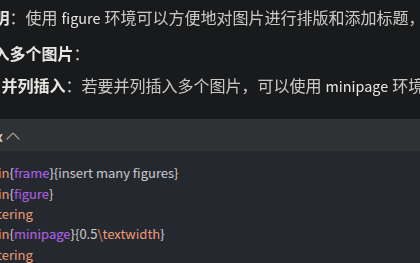 明：使用 figure 环境可以方便地对图片进行排版和添加标题，
入多个图片：
并列插入：若要并列插入多个图片，可以使用 minipage 环境
x
in{frame}{insert many figures}
in{figure}
tering
in{minipage}{0.5\textwidth}
tering